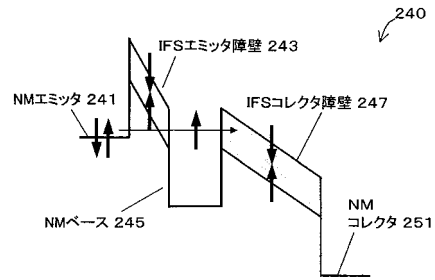 240
IFSエミッタ障壁 243
NMエミッタ 241
IFSコレクタ障壁 247
NMベース 245
NM
コレクタ 251